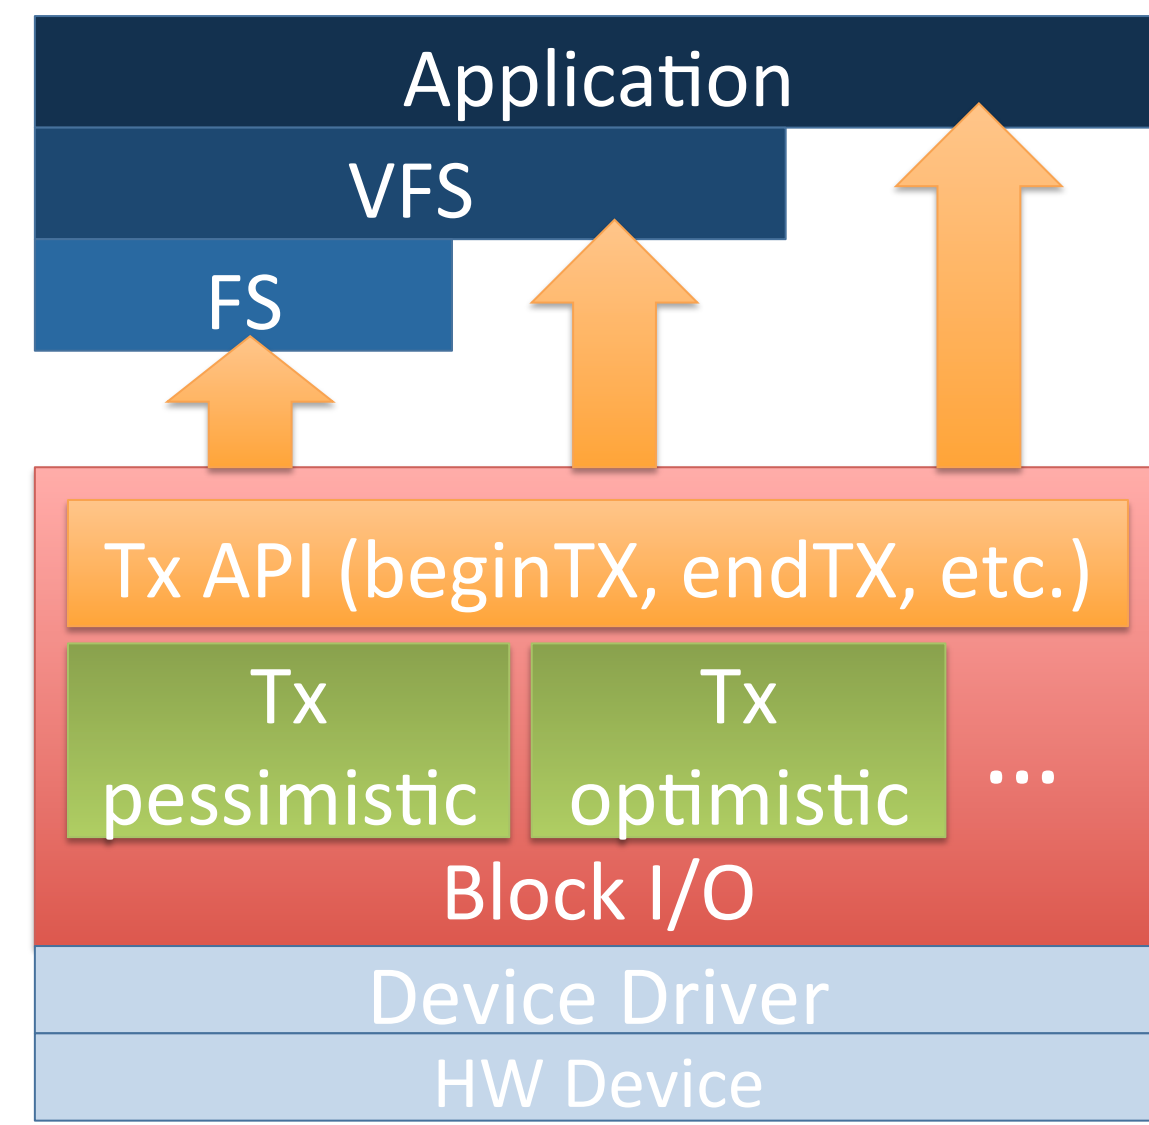 Application
VFS
FS
Tx API (beginTX, endTX, etc.)
Tx
pessimistic
Tx
optimistic
...
Block I/O
Device Driver
HW Device